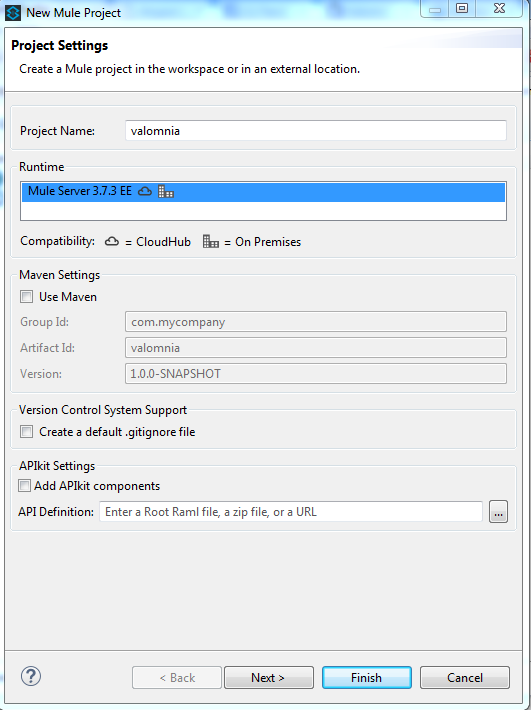 New Mule Project
Project Settings
Create a Mule project in the workspace or in an external location.
Project Name: valomnia
Runtime
Mule Server 3.7.3 EE
Compatibility: = CloudHub = On Premises
Maven Settings
Use Maven
Group Id: com.mycompany
Artifact Id: valomnia
Version: 1.0.0-SNAPSHOT
Version Control System Support
Create a default .gitignore file
APIkit Settings
Add APIkit components
API Definition: Enter a Root Raml file, a zip file, or a URL ...
? < Back Next > Finish Cancel